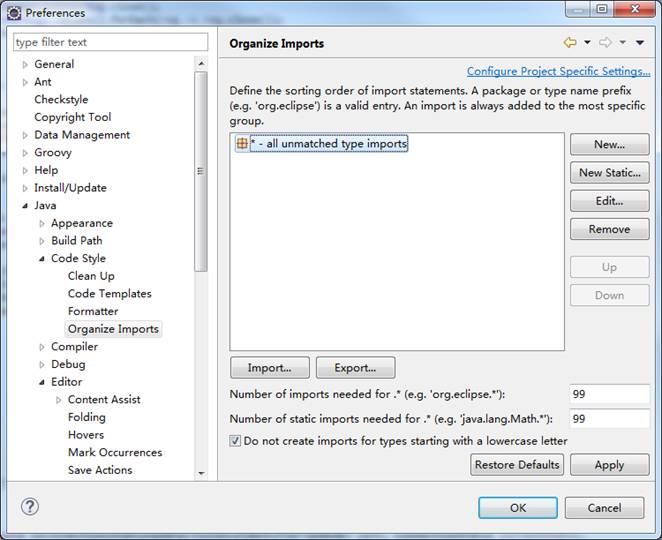 Preferences
type filter text
General
Ant
Checkstyle
Copyright Tool
Data Management
Groovy
Help
Install/Update
Java
Appearance
Build Path
Code Style
Clean Up
Code Templates
Formatter
Organize Imports
Compiler
Debug
Editor
Content Assist
Folding
Hovers
Mark Occurrences
Save Actions
Organize Imports
Configure Project Specific Settings...
Define the sorting order of import statements. A package or type name prefix
(e.g. 'org.eclipse') is a valid entry. An import is always added to the most specific
group.
* - all unmatched type imports
New...
New Static...
Edit...
Remove
Up
Down
Import... Export...
Number of imports needed for .* (e.g. 'org.eclipse.*'): 99
Number of static imports needed for .* (e.g. 'java.lang.Math.*'): 99
Do not create imports for types starting with a lowercase letter
Restore Defaults Apply
? OK Cancel